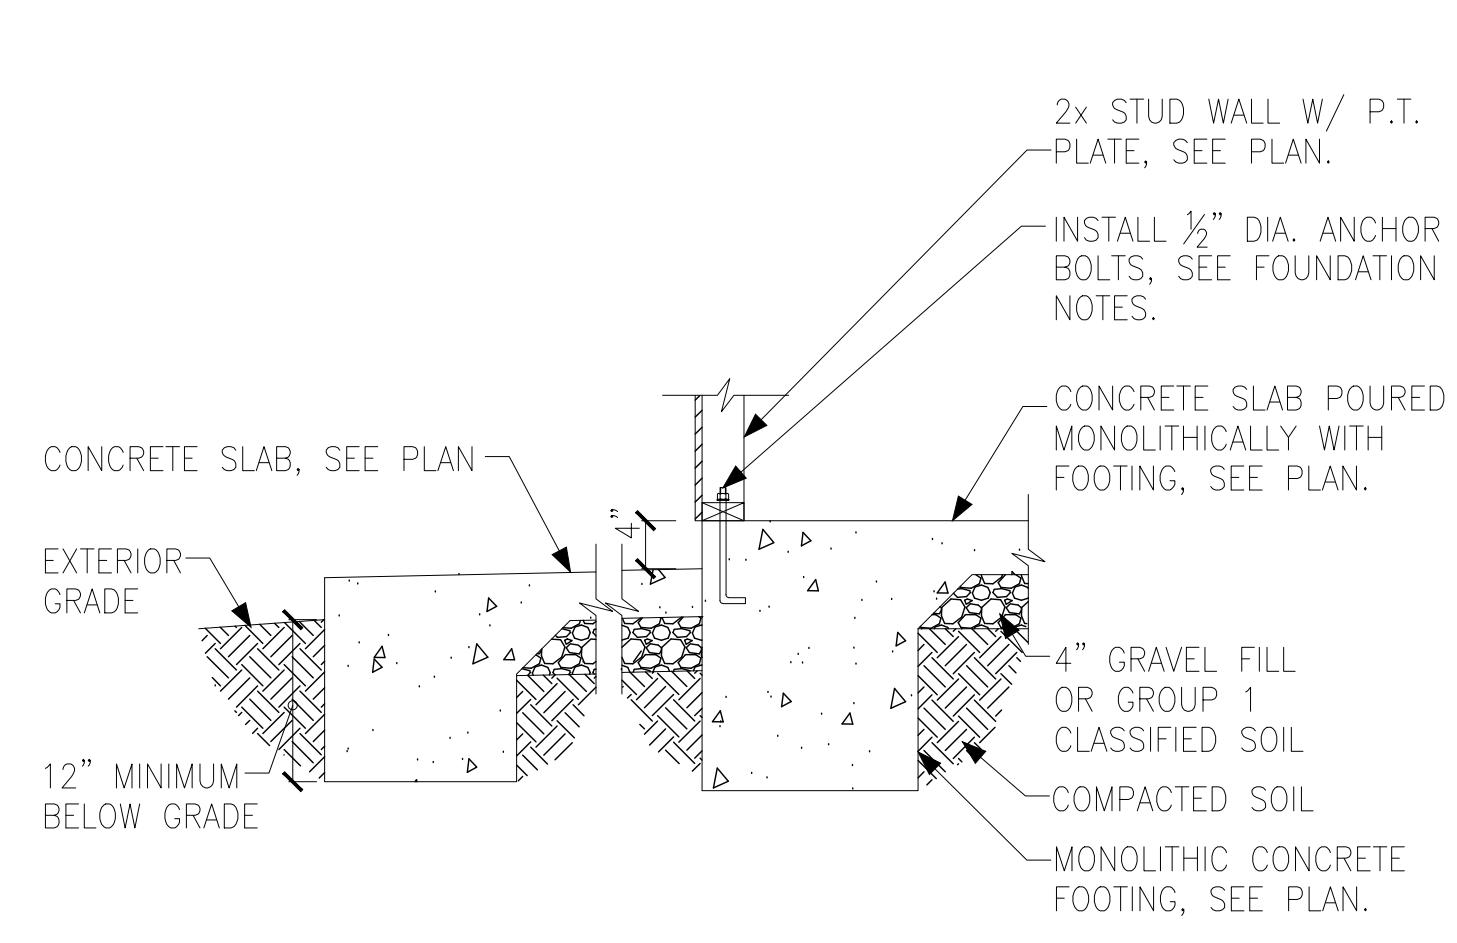 2x STUD WALL W/ P.T.
PLATE, SEE PLAN.
INSTALL ½" DIA. ANCHOR
BOLTS, SEE FOUNDATION
NOTES.
CONCRETE SLAB POURED
MONOLITHICALLY WITH
FOOTING, SEE PLAN.
CONCRETE SLAB, SEE PLAN
4"
EXTERIOR
GRADE
4" GRAVEL FILL
OR GROUP 1
CLASSIFIED SOIL
12" MINIMUM
BELOW GRADE
COMPACTED SOIL
MONOLITHIC CONCRETE
FOOTING, SEE PLAN.